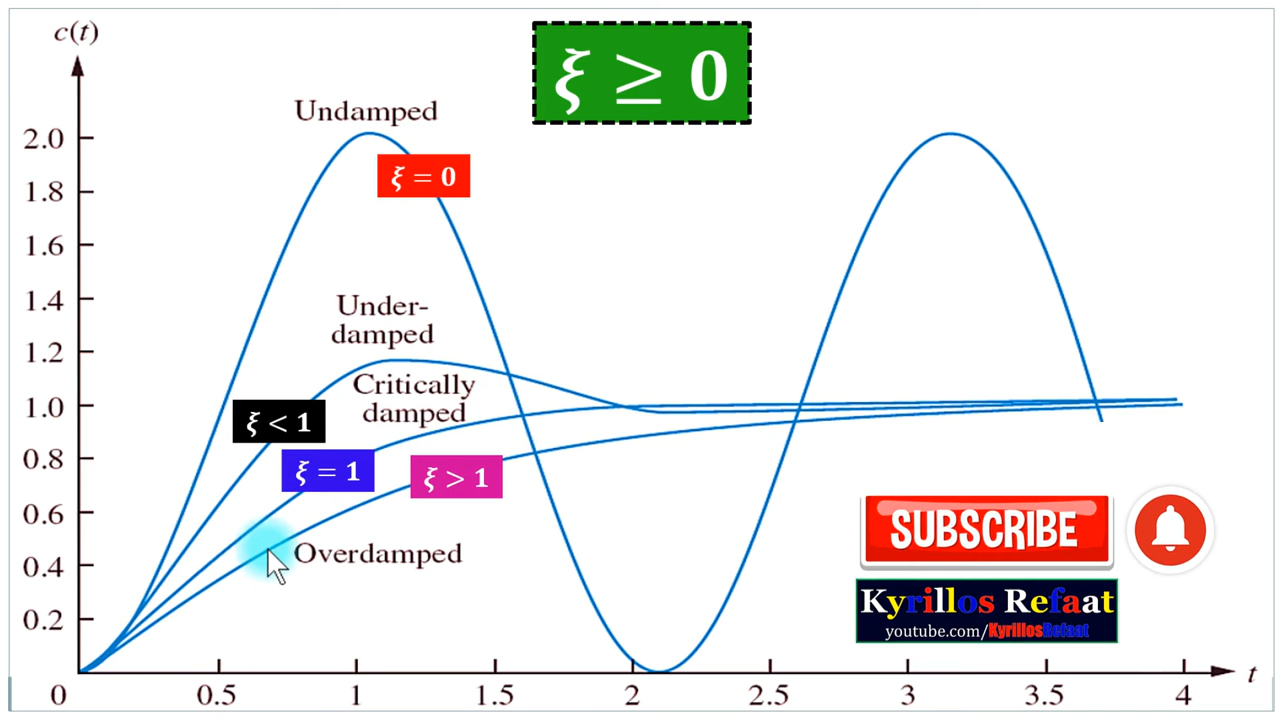 c(t)
ξ ≥ 0
Undamped
2.0
ξ = 0
1.8
1.6
1.4
Under-
damped
1.2
Critically
damped
1.0
ξ < 1
0.8
ξ = 1
ξ > 1
0.6
SUBSCRIBE
Overdamped
0.4
0.2
Kyrillos Refaat
youtube.com/KyrillosRefaat
0
0.5
1
1.5
2
2.5
3
3.5
4
t